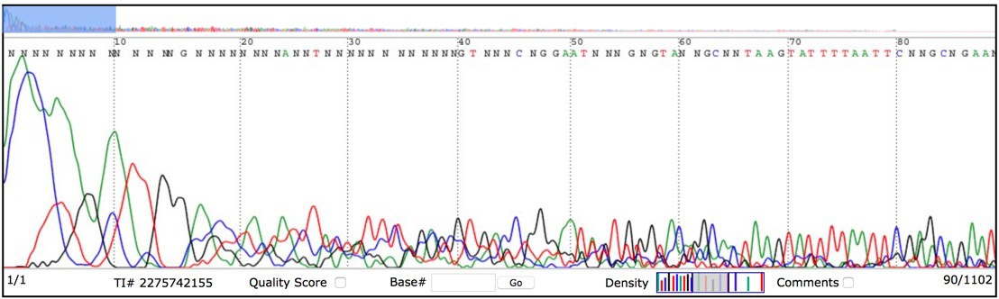 10 20 30 40 50 60 70 80
N N N N N N N N N N N N G N N N N N N N N A N N T N N N N N N N N N N N N G T N N N C N G G A A T N N N G N G T A N N G C N N T A A G T A T T T T A A T T C N N G C N G A A N
1/1 TI# 2275742155 Quality Score Base# Go Density Comments 90/1102